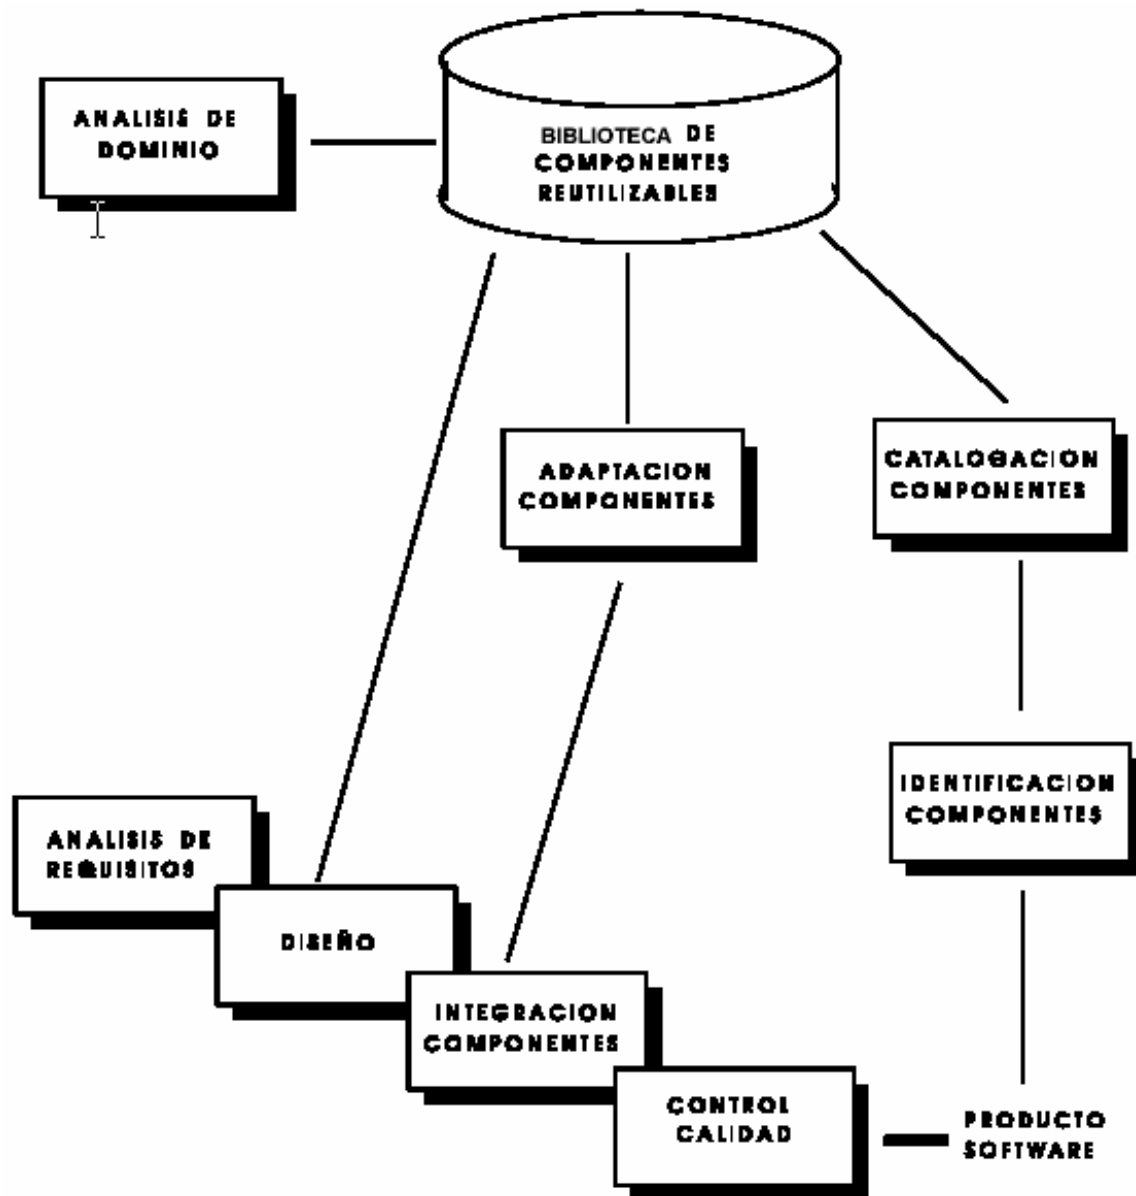 ANALISIS DE
DOMINIO
BIBLIOTECA DE
COMPONENTES
REUTILIZABLES
ADAPTACION
COMPONENTES
CATALOGACION
COMPONENTES
IDENTIFICACION
COMPONENTES
ANALISIS DE
REQUISITOS
DISEÑO
INTEGRACION
COMPONENTES
CONTROL
CALIDAD
PRODUCTO
SOFTWARE